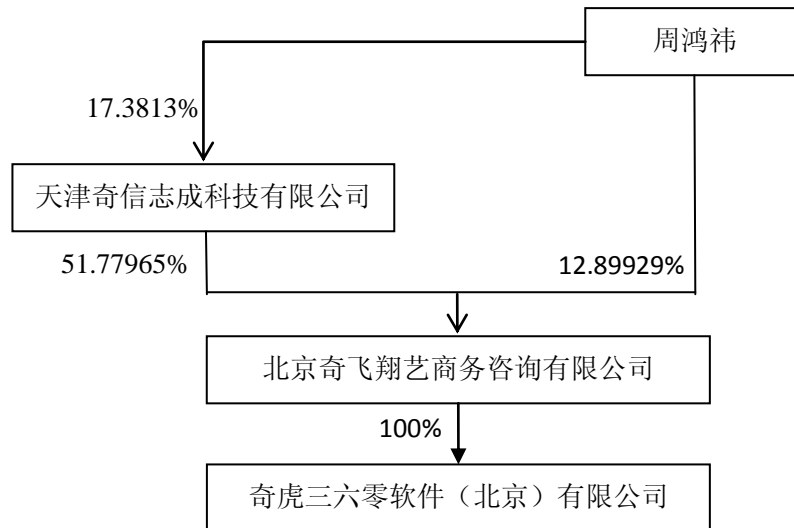 周鸿祎
17.3813%
天津奇信志成科技有限公司
51.77965%
12.89929%
北京奇飞翔艺商务咨询有限公司
100%
奇虎三六零软件（北京）有限公司